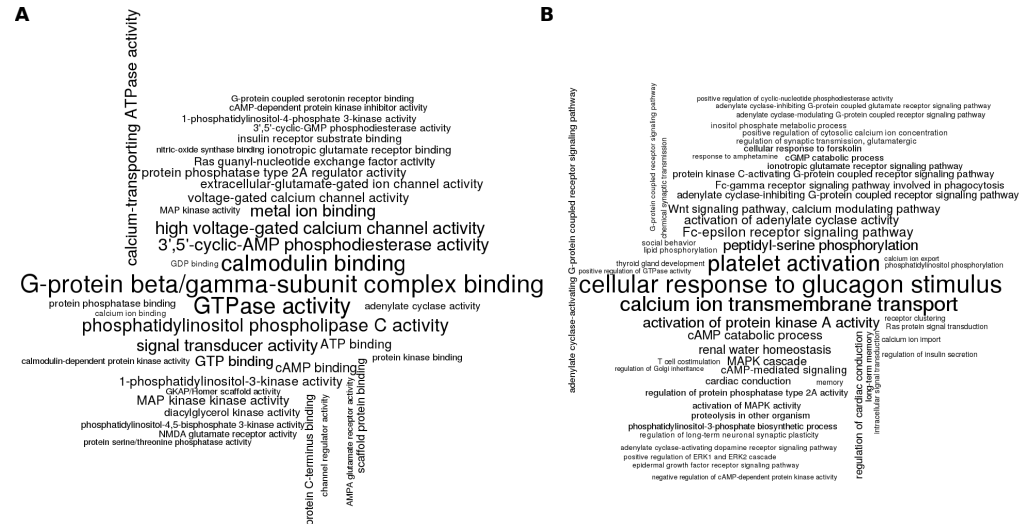 A
calcium-transporting ATPase activity
G-protein coupled serotonin receptor binding
cAMP-dependent protein kinase inhibitor activity
1-phosphatidylinositol-4-phosphate 3-kinase activity
3',5'-cyclic-GMP phosphodiesterase activity
insulin receptor substrate binding
nitric-oxide synthase binding
ionotropic glutamate receptor binding
Ras guanyl-nucleotide exchange factor activity
protein phosphatase type 2A regulator activity
extracellular-glutamate-gated ion channel activity
voltage-gated calcium channel activity
MAP kinase activity
metal ion binding
high voltage-gated calcium channel activity
3',5'-cyclic-AMP phosphodiesterase activity
GDP binding
calmodulin binding
G-protein beta/gamma-subunit complex binding
protein phosphatase binding
GTPase activity
adenylate cyclase activity
calcium ion binding
phosphatidylinositol phospholipase C activity
signal transducer activity
ATP binding
calmodulin-dependent protein kinase activity
GTP binding
cAMP binding
protein kinase binding
1-phosphatidylinositol-3-kinase activity
GKAP/Homer scaffold activity
MAP kinase kinase activity
diacylglycerol kinase activity
phosphatidylinositol-4,5-bisphosphate 3-kinase activity
NMDA glutamate receptor activity
protein serine/threonine phosphatase activity
protein C-terminus binding
channel regulator activity
AMPA glutamate receptor activity
scaffold protein binding
B
adenylate cyclase-activating G-protein coupled receptor signaling pathway
G-protein coupled receptor signaling pathway
chemical synaptic transmission
positive regulation of cyclic-nucleotide phosphodiesterase activity
adenylate cyclase-inhibiting G-protein coupled glutamate receptor signaling pathway
adenylate cyclase-modulating G-protein coupled receptor signaling pathway
inositol phosphate metabolic process
positive regulation of cytosolic calcium ion concentration
regulation of synaptic transmission, glutamatergic
cellular response to forskolin
response to amphetamine
cGMP catabolic process
ionotropic glutamate receptor signaling pathway
protein kinase C-activating G-protein coupled receptor signaling pathway
Fc-gamma receptor signaling pathway involved in phagocytosis
adenylate cyclase-inhibiting G-protein coupled receptor signaling pathway
Wnt signaling pathway, calcium modulating pathway
activation of adenylate cyclase activity
Fc-epsilon receptor signaling pathway
social behavior
peptidyl-serine phosphorylation
lipid phosphorylation
thyroid gland development
platelet activation
calcium ion export
phosphatidylinositol phosphorylation
positive regulation of GTPase activity
cellular response to glucagon stimulus
calcium ion transmembrane transport
activation of protein kinase A activity
receptor clustering
Ras protein signal transduction
cAMP catabolic process
calcium ion import
renal water homeostasis
regulation of insulin secretion
T cell costimulation
MAPK cascade
regulation of Golgi inheritance
cAMP-mediated signaling
cardiac conduction
memory
regulation of protein phosphatase type 2A activity
activation of MAPK activity
proteolysis in other organism
phosphatidylinositol-3-phosphate biosynthetic process
regulation of long-term neuronal synaptic plasticity
adenylate cyclase-activating dopamine receptor signaling pathway
positive regulation of ERK1 and ERK2 cascade
epidermal growth factor receptor signaling pathway
negative regulation of cAMP-dependent protein kinase activity
regulation of cardiac conduction
long-term memory
intracellular signal transduction